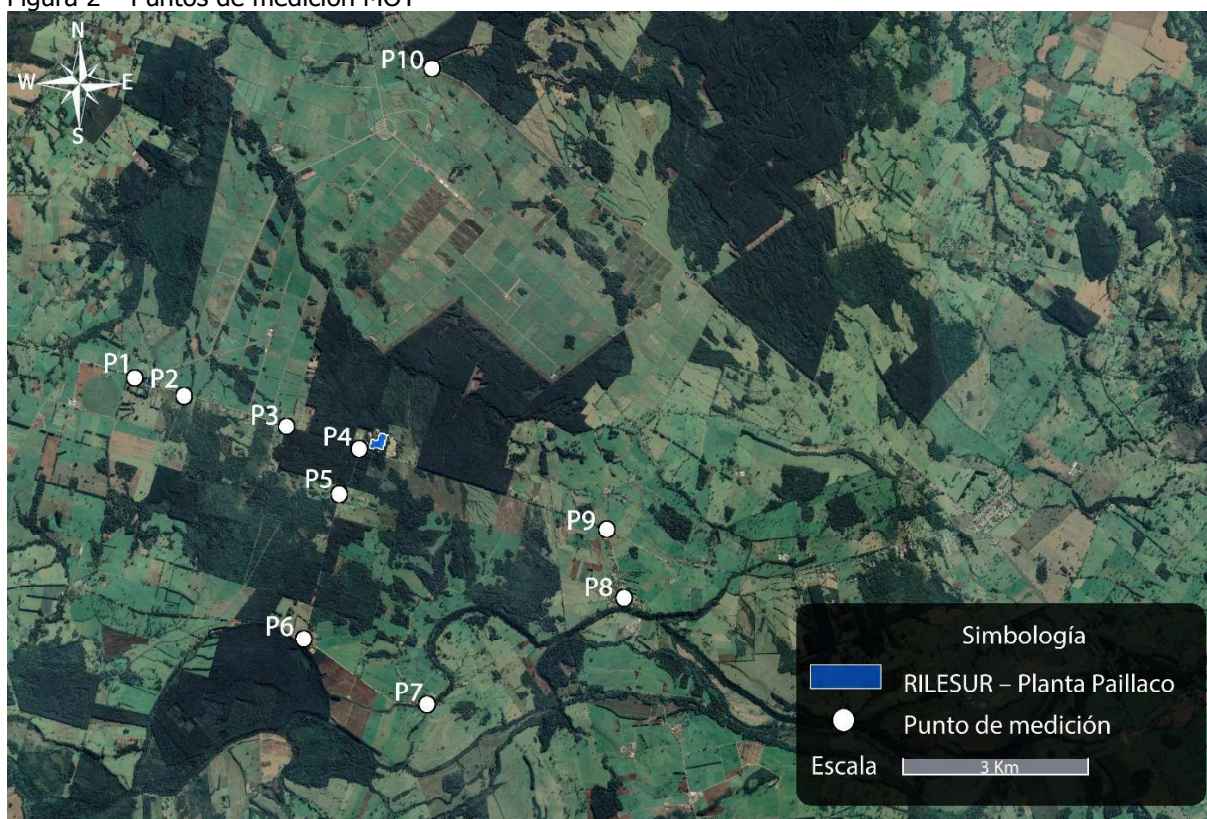 Figura 2 – Puntos de medición MOT
N
W E
S
P10
P1
P2
P3
P4
P5
P9
P8
P6
P7
Simbología
RILESUR – Planta Paillaco
Punto de medición
Escala 3 Km